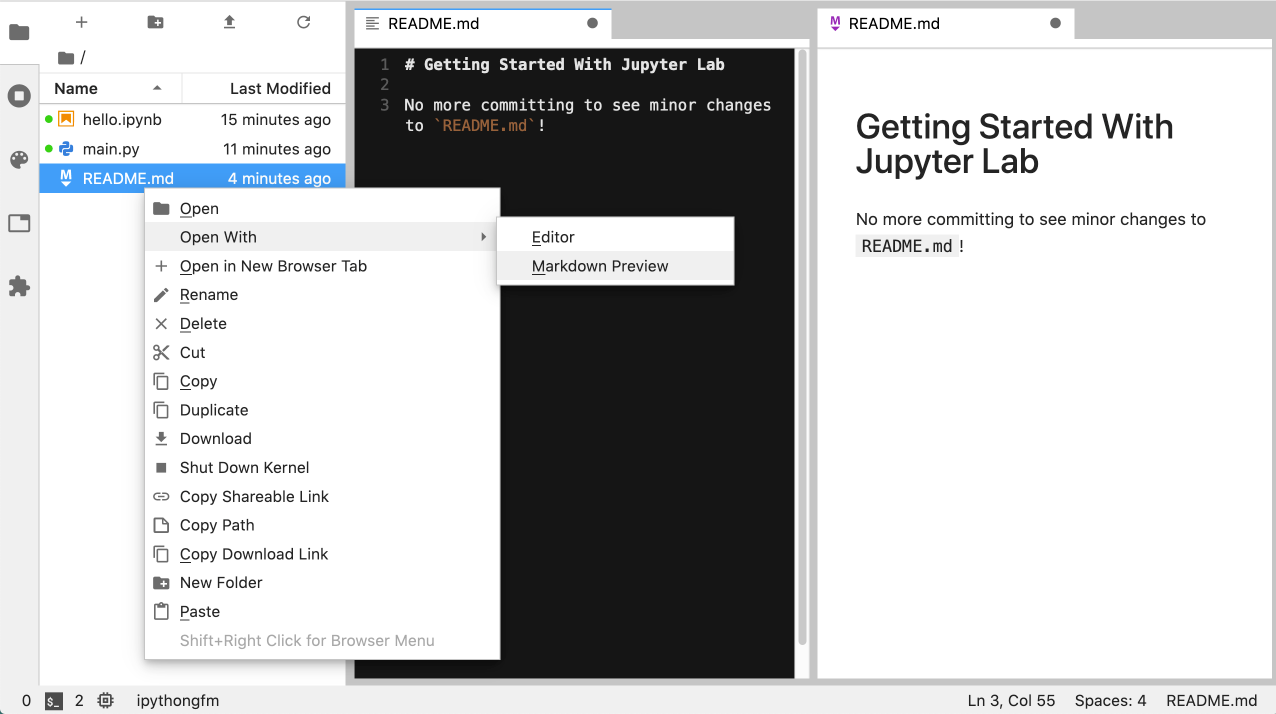 README.md
README.md
/
Name
Last Modified
hello.ipynb
15 minutes ago
main.py
11 minutes ago
README.md
4 minutes ago
Open
Open With
Open in New Browser Tab
Rename
Delete
Cut
Copy
Duplicate
Download
Shut Down Kernel
Copy Shareable Link
Copy Path
Copy Download Link
New Folder
Paste
Shift+Right Click for Browser Menu
Editor
Markdown Preview
1 # Getting Started With Jupyter Lab
2
3 No more committing to see minor changes
to `README.md`!
Getting Started With
Jupyter Lab
No more committing to see minor changes to
README.md!
0 $_ 2 ipythongfm
Ln 3, Col 55 Spaces: 4 README.md